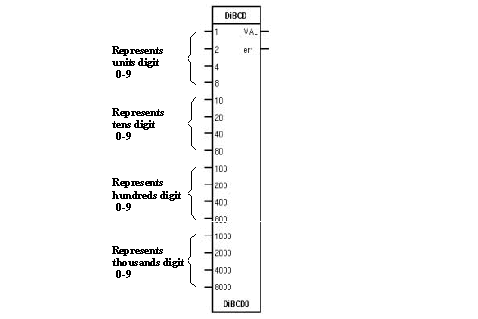 DiBCD
1
VA_
2
er
4
8
Represents
units digit
0-9
10
20
40
80
Represents
tens digit
0-9
100
200
400
800
Represents
hundreds digit
0-9
1000
2000
4000
8000
Represents
thousands digit
0-9
DiBCD0